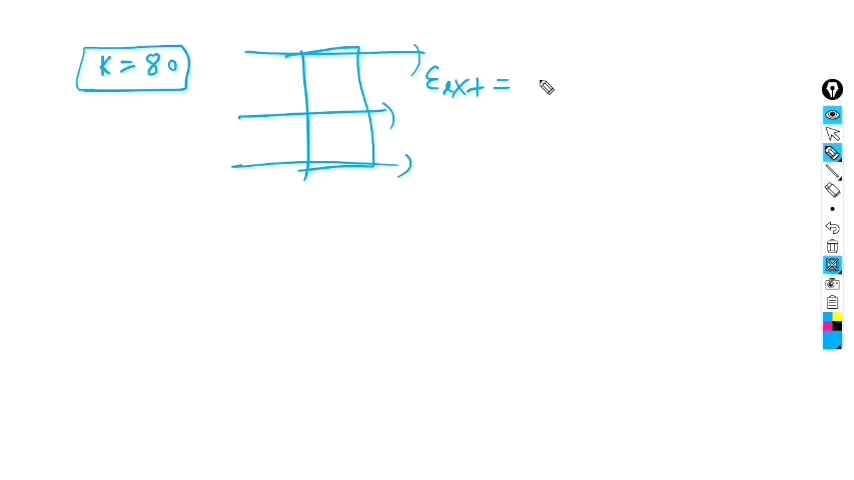 K = 80
εext =